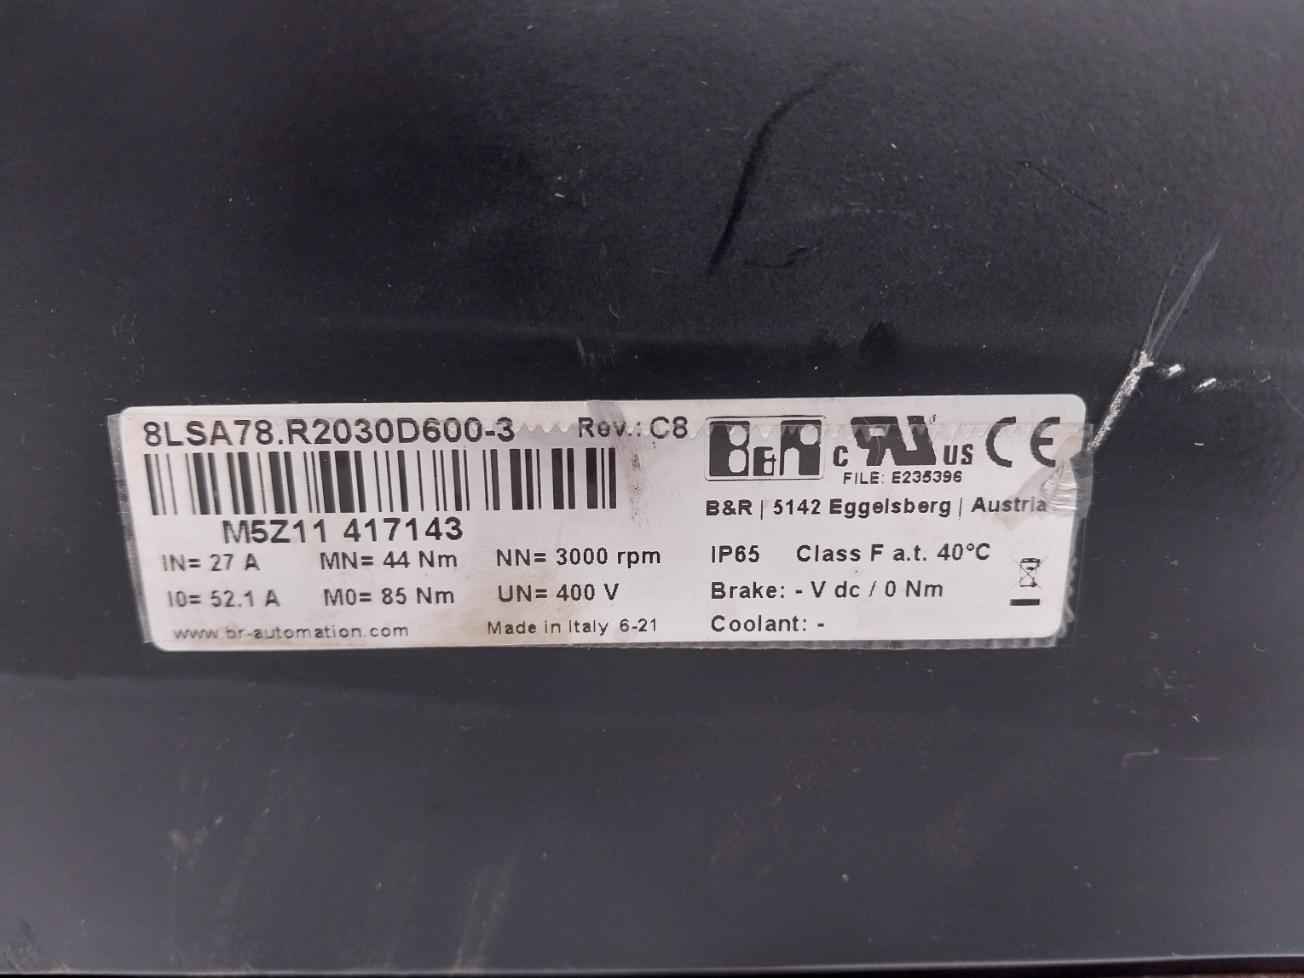 8LSA78.R2030D600-3 Rev.: C8
B&R c RU us CE
FILE: E235396
M5Z11 417143
B&R | 5142 Eggelsberg | Austria
IN= 27 A MN= 44 Nm NN= 3000 rpm
IP65 Class F a.t. 40°C
I0= 52.1 A M0= 85 Nm UN= 400 V
Brake: - V dc / 0 Nm
www.br-automation.com Made in Italy 6-21
Coolant: -